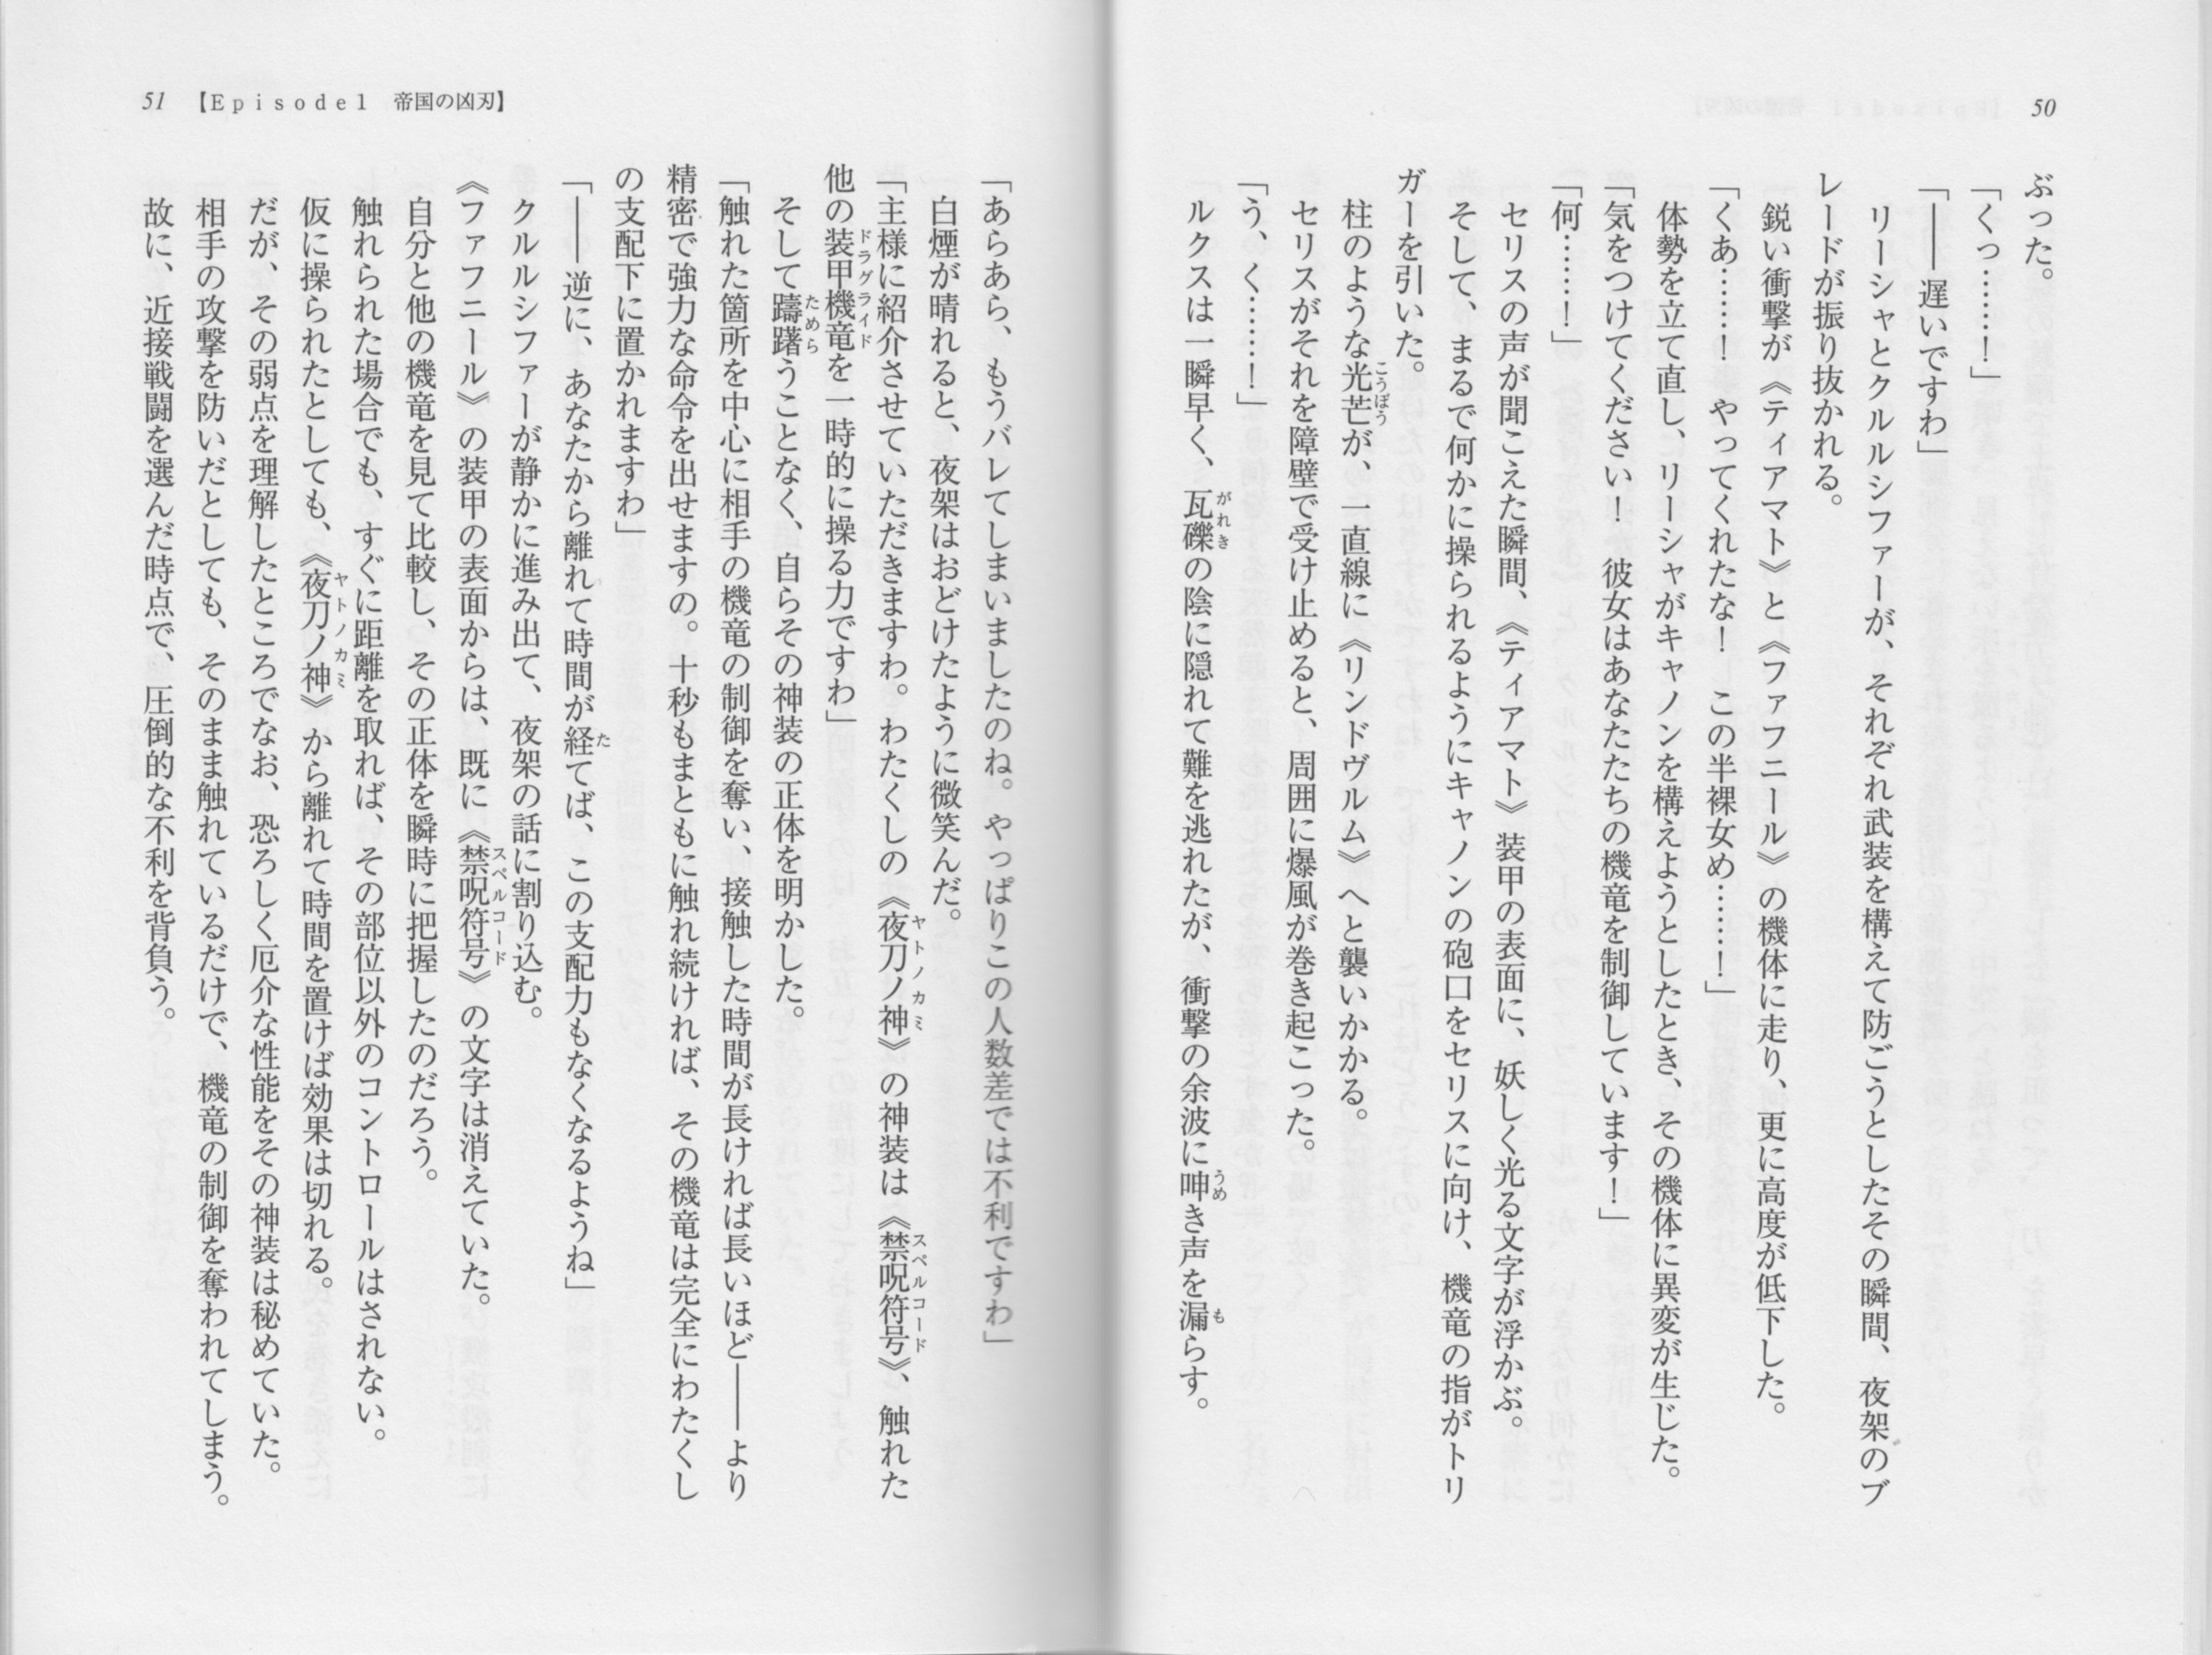 50
ぶった。
「くっ……！」
「――遅いですわ」
リーシャとクルルシファーが、それぞれ武装を構えて防ごうとしたその瞬間、夜架のブ
レードが振り抜かれる。
鋭い衝撃が《ティアマト》と《ファフニール》の機体に走り、更に高度が低下した。
「くあ……！　やってくれたな！　この半裸女め……！」
体勢を立て直し、リーシャがキャノンを構えようとしたとき、その機体に異変が生じた。
「気をつけてください！　彼女はあなたたちの機竜を制御しています！」
「何……！」
セリスの声が聞こえた瞬間、《ティアマト》装甲の表面に、妖しく光る文字が浮かぶ。
そして、まるで何かに操られるようにキャノンの砲口をセリスに向け、機竜の指がトリ
ガーを引いた。
柱のような光芒が、一直線に《リンドヴルム》へと襲いかかる。
セリスがそれを障壁で受け止めると、周囲に爆風が巻き起こった。
「う、く……！」
ルクスは一瞬早く、瓦礫の陰に隠れて難を逃れたが、衝撃の余波に呻き声を漏らす。
51 【Episode1　帝国の凶刃】
「あらあら、もうバレてしまいましたのね。やっぱりこの人数差では不利ですわ」
白煙が晴れると、夜架はおどけたように微笑んだ。
「主様に紹介させていただきますわ。わたくしの《夜刀ノ神》の神装は《禁呪符号》、触れた
他の装甲機竜を一時的に操る力ですわ」
そして躊躇うことなく、自らその神装の正体を明かした。
「触れた箇所を中心に相手の機竜の制御を奪い、接触した時間が長ければ長いほど――より
精密で強力な命令を出せますの。十秒もまともに触れ続ければ、その機竜は完全にわたくし
の支配下に置かれますわ」
「――逆に、あなたから離れて時間が経てば、この支配力もなくなるようね」
クルルシファーが静かに進み出て、夜架の話に割り込む。
《ファフニール》の装甲の表面からは、既に《禁呪符号》の文字は消えていた。
自分と他の機竜を見て比較し、その正体を瞬時に把握したのだろう。
触れられた場合でも、すぐに距離を取れば、その部位以外のコントロールはされない。
仮に操られたとしても、《夜刀ノ神》から離れて時間を置けば効果は切れる。
だが、その弱点を理解したところでなお、恐ろしく厄介な性能をその神装は秘めていた。
相手の攻撃を防いだとしても、そのまま触れているだけで、機竜の制御を奪われてしまう。
故に、近接戦闘を選んだ時点で、圧倒的な不利を背負う。